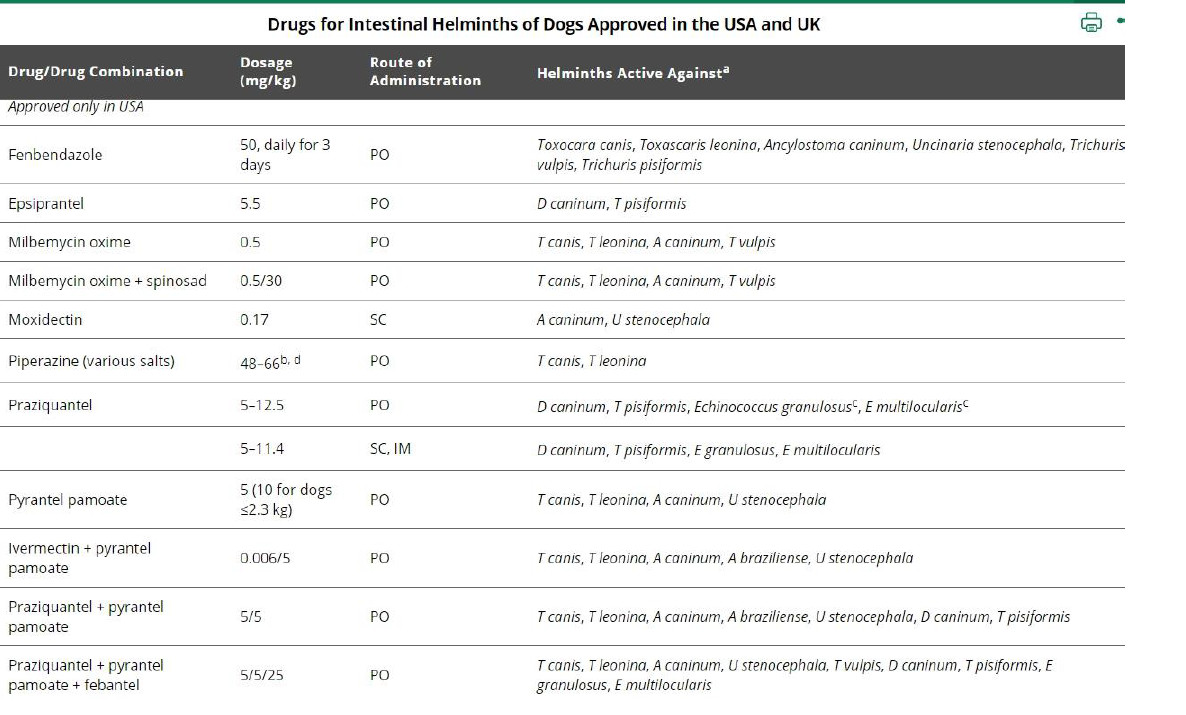 Drugs for Intestinal Helminths of Dogs Approved in the USA and UK
Drug/Drug Combination
Dosage
(mg/kg)
Route of
Administration
Helminths Active Againstᵃ
Approved only in USA
Fenbendazole
50, daily for 3
days
PO
Toxocara canis, Toxascaris leonina, Ancylostoma caninum, Uncinaria stenocephala, Trichuris
vulpis, Trichuris pisiformis
Epsiprantel
5.5
PO
D caninum, T pisiformis
Milbemycin oxime
0.5
PO
T canis, T leonina, A caninum, T vulpis
Milbemycin oxime + spinosad
0.5/30
PO
T canis, T leonina, A caninum, T vulpis
Moxidectin
0.17
SC
A caninum, U stenocephala
Piperazine (various salts)
48–66ᵇ, ᵈ
PO
T canis, T leonina
Praziquantel
5–12.5
PO
D caninum, T pisiformis, Echinococcus granulosusᶜ, E multilocularisᶜ
5–11.4
SC, IM
D caninum, T pisiformis, E granulosus, E multilocularis
Pyrantel pamoate
5 (10 for dogs
≤2.3 kg)
PO
T canis, T leonina, A caninum, U stenocephala
Ivermectin + pyrantel
pamoate
0.006/5
PO
T canis, T leonina, A caninum, A braziliense, U stenocephala
Praziquantel + pyrantel
pamoate
5/5
PO
T canis, T leonina, A caninum, A braziliense, U stenocephala, D caninum, T pisiformis
Praziquantel + pyrantel
pamoate + febantel
5/5/25
PO
T canis, T leonina, A caninum, U stenocephala, T vulpis, D caninum, T pisiformis, E
granulosus, E multilocularis